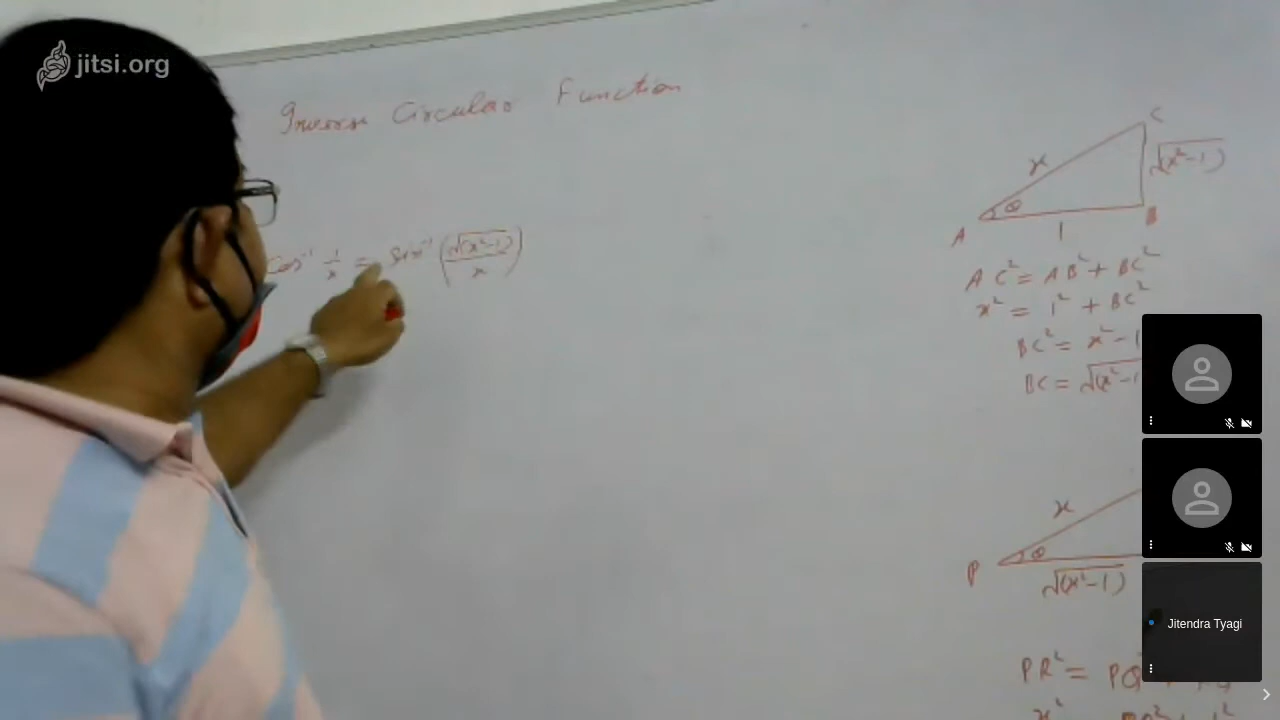 jitsi.org
Inverse Circular Function
cos⁻¹ 1/x = sin⁻¹ (√(x²-1)/x)
C
x
√(x²-1)
θ
A
1
B
AC² = AB² + BC²
x² = 1² + BC²
BC² = x² - 1
BC = √(x²-1
x
P
θ
√(x²-1)
Jitendra Tyagi
PR² = PQ²